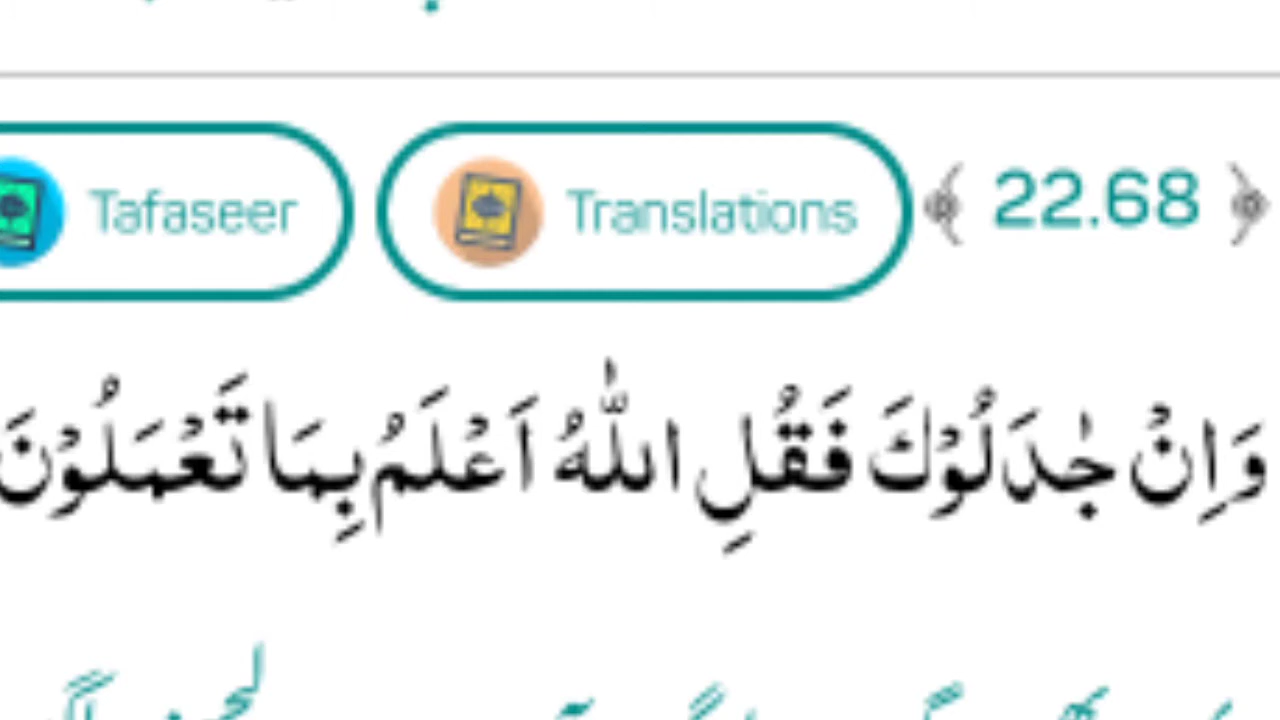 Tafaseer Translations ﴾ 22.68 ﴿
وَاِنْ جٰدَلُوْكَ فَقُلِ اللّٰهُ اَعْلَمُ بِمَا تَعْمَلُوْنَ